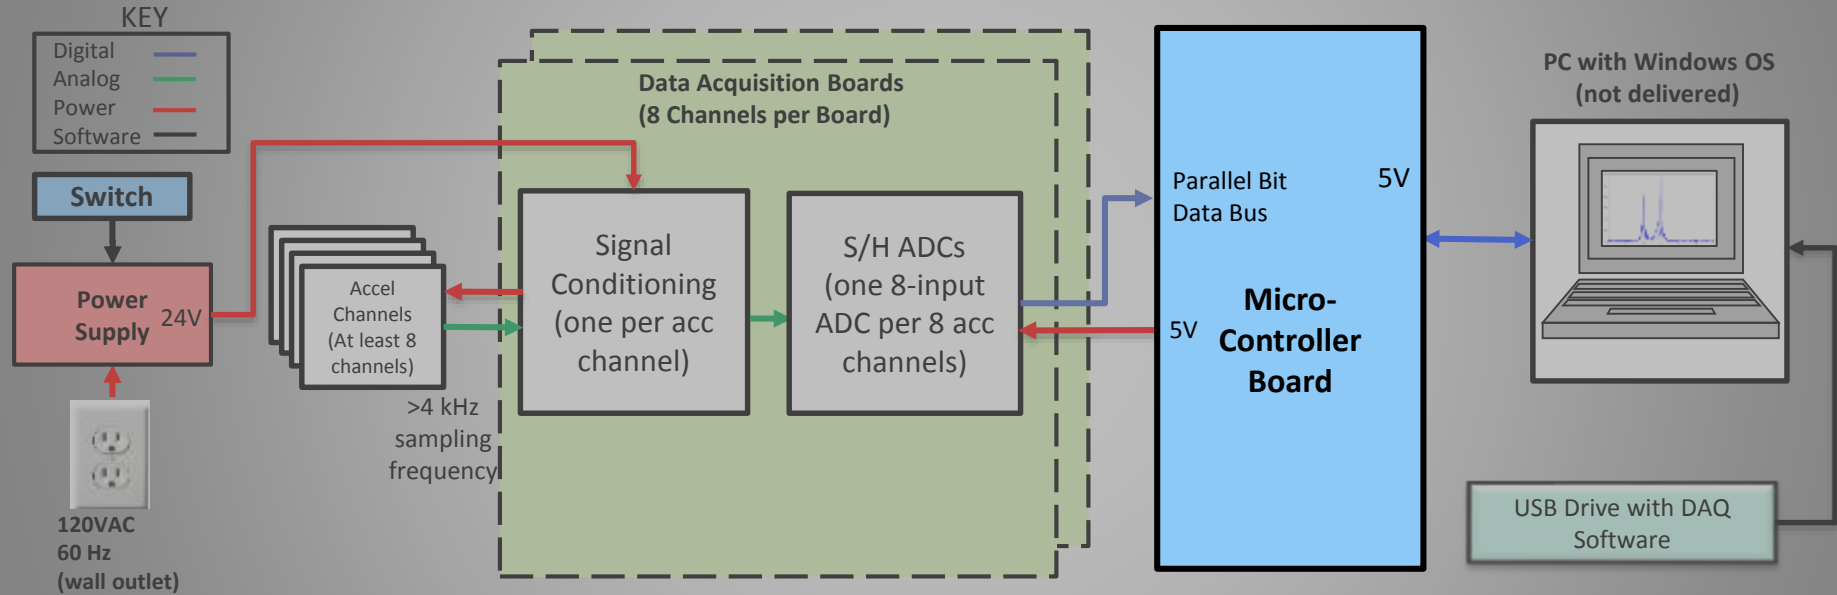 KEY
Digital
Analog
Power
Software
Switch
Power
Supply
24V
120VAC
60 Hz
(wall outlet)
Accel
Channels
(At least 8
channels)
>4 kHz
sampling
frequency
Data Acquisition Boards
(8 Channels per Board)
Signal
Conditioning
(one per acc
channel)
S/H ADCs
(one 8-input
ADC per 8 acc
channels)
Parallel Bit
Data Bus
5V
5V
Micro-
Controller
Board
PC with Windows OS
(not delivered)
USB Drive with DAQ
Software